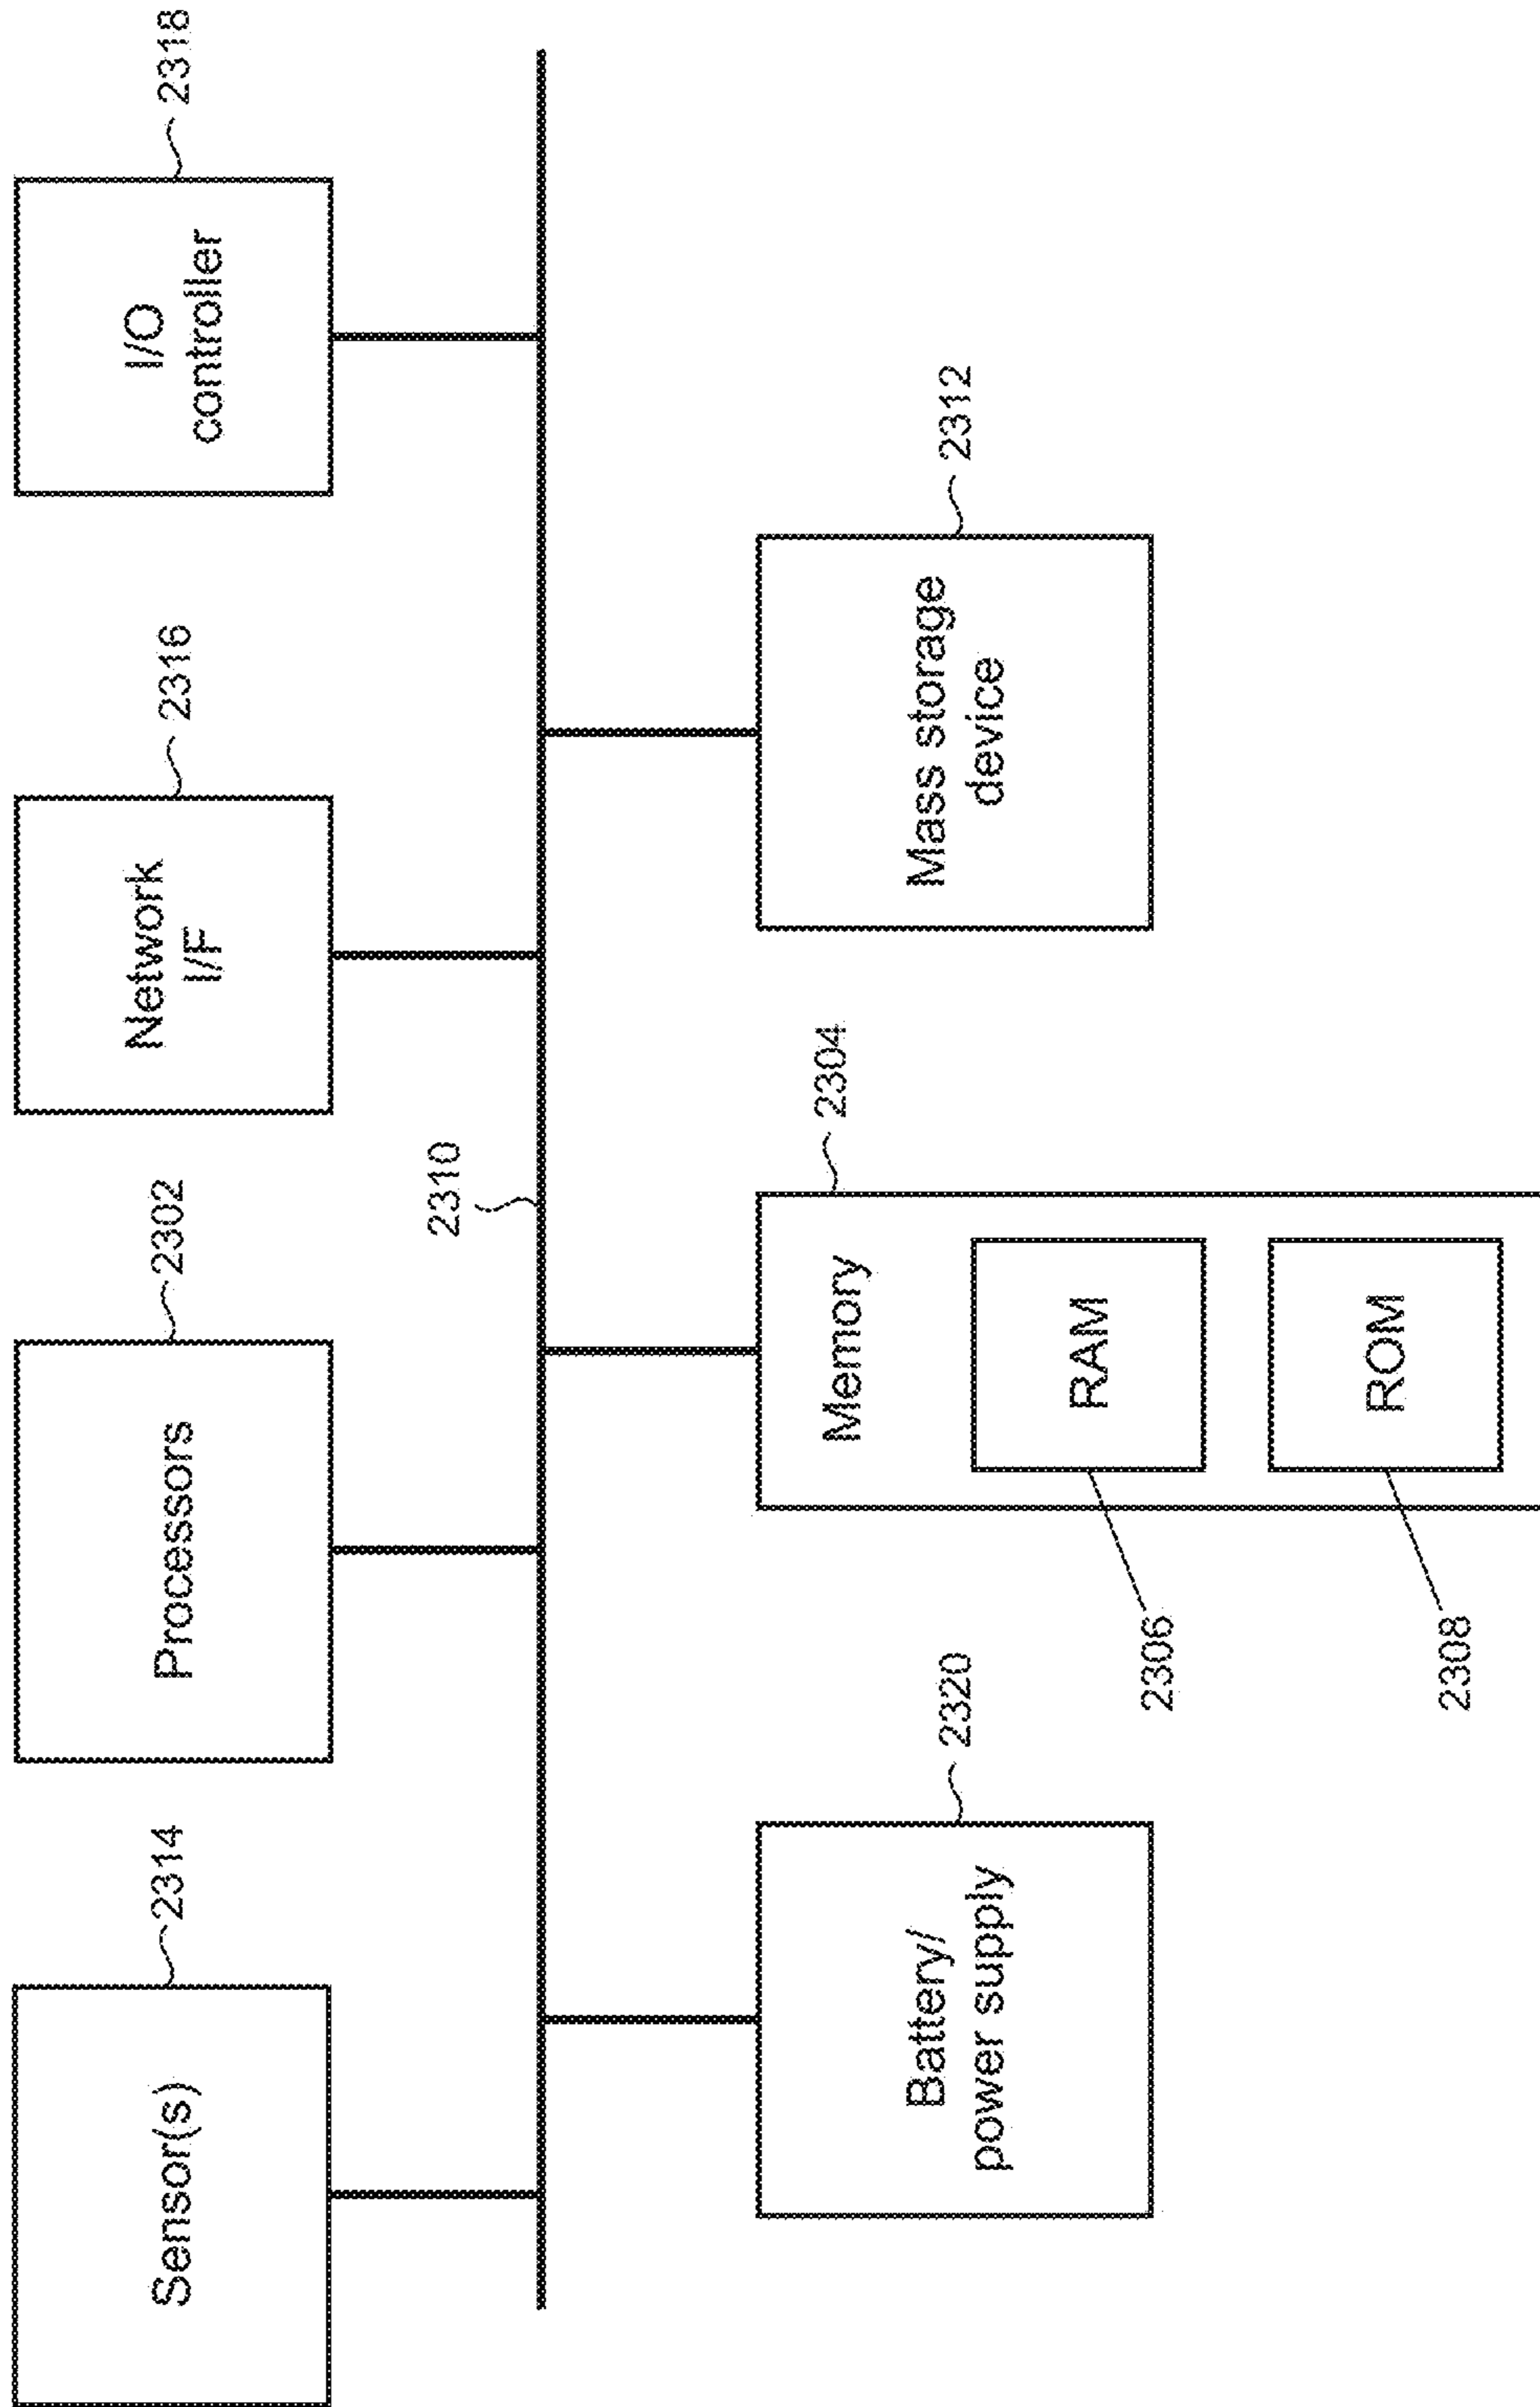 Sensor(s)
2314
Processors
2302
Network
I/F
2316
I/O
controller
2318
2310
Battery/
power supply
2320
Memory
2304
RAM
2306
ROM
2308
Mass storage
device
2312